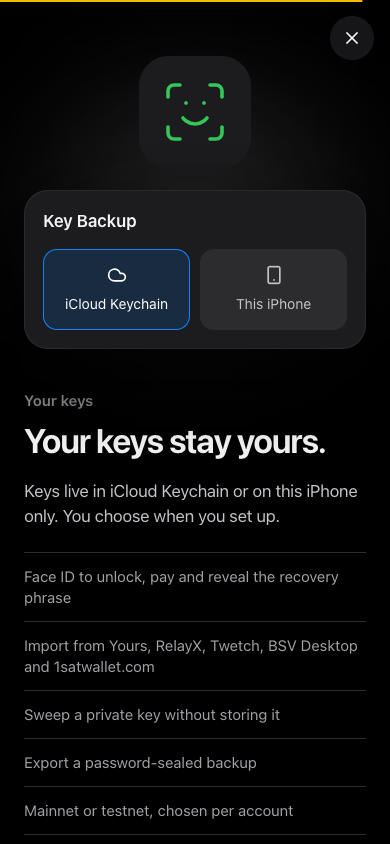 Key Backup
iCloud Keychain
This iPhone
Your keys
Your keys stay yours.
Keys live in iCloud Keychain or on this iPhone
only. You choose when you set up.
Face ID to unlock, pay and reveal the recovery
phrase
Import from Yours, RelayX, Twetch, BSV Desktop
and 1satwallet.com
Sweep a private key without storing it
Export a password-sealed backup
Mainnet or testnet, chosen per account